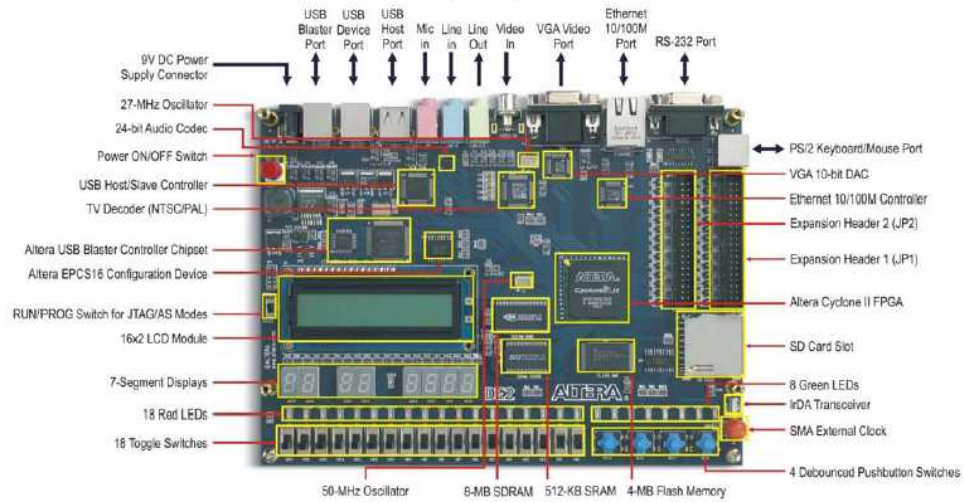 USB
Blaster
Port
USB
Device
Port
USB
Host
Port
Mic
in
Line
in
Line
Out
Video
In
VGA Video
Port
Ethernet
10/100M
Port
RS-232 Port
9V DC Power
Supply Connector
27-MHz Oscillator
24-bit Audio Codec
Power ON/OFF Switch
USB Host/Slave Controller
TV Decoder (NTSC/PAL)
Altera USB Blaster Controller Chipset
Altera EPCS16 Configuration Device
RUN/PROG Switch for JTAG/AS Modes
16x2 LCD Module
7-Segment Displays
18 Red LEDs
18 Toggle Switches
PS/2 Keyboard/Mouse Port
VGA 10-bit DAC
Ethernet 10/100M Controller
Expansion Header 2 (JP2)
Expansion Header 1 (JP1)
Altera Cyclone II FPGA
SD Card Slot
8 Green LEDs
IrDA Transceiver
SMA External Clock
4 Debounced Pushbutton Switches
50-MHz Oscillator
8-MB SDRAM
512-KB SRAM
4-MB Flash Memory
ALTERA
Cyclone II
DE2
ALTERA